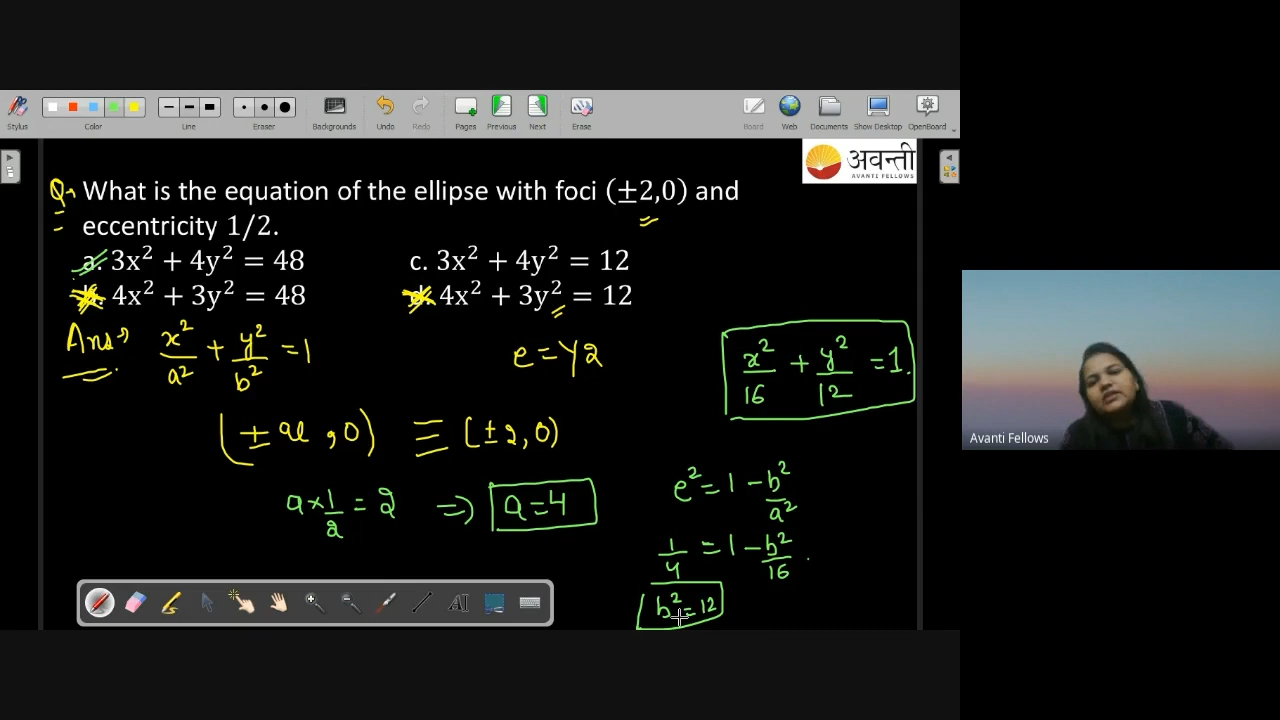 Stylus
Color
Line
Eraser
Backgrounds
Undo
Redo
Pages
Previous
Next
Erase
Board
Web
Documents
Show Desktop
OpenBoard
अवन्ती
AVANTI FELLOWS
Q. What is the equation of the ellipse with foci (±2,0) and
eccentricity 1/2.
a. 3x² + 4y² = 48
c. 3x² + 4y² = 12
4x² + 3y² = 48
4x² + 3y² = 12
Ans→ x²/a² + y²/b² = 1
e = 1/2
x²/16 + y²/12 = 1.
(± ae, 0) ≡ (±2, 0)
a × 1/2 = 2 ⇒ a = 4
e² = 1 - b²/a²
1/4 = 1 - b²/16
b² = 12
Avanti Fellows